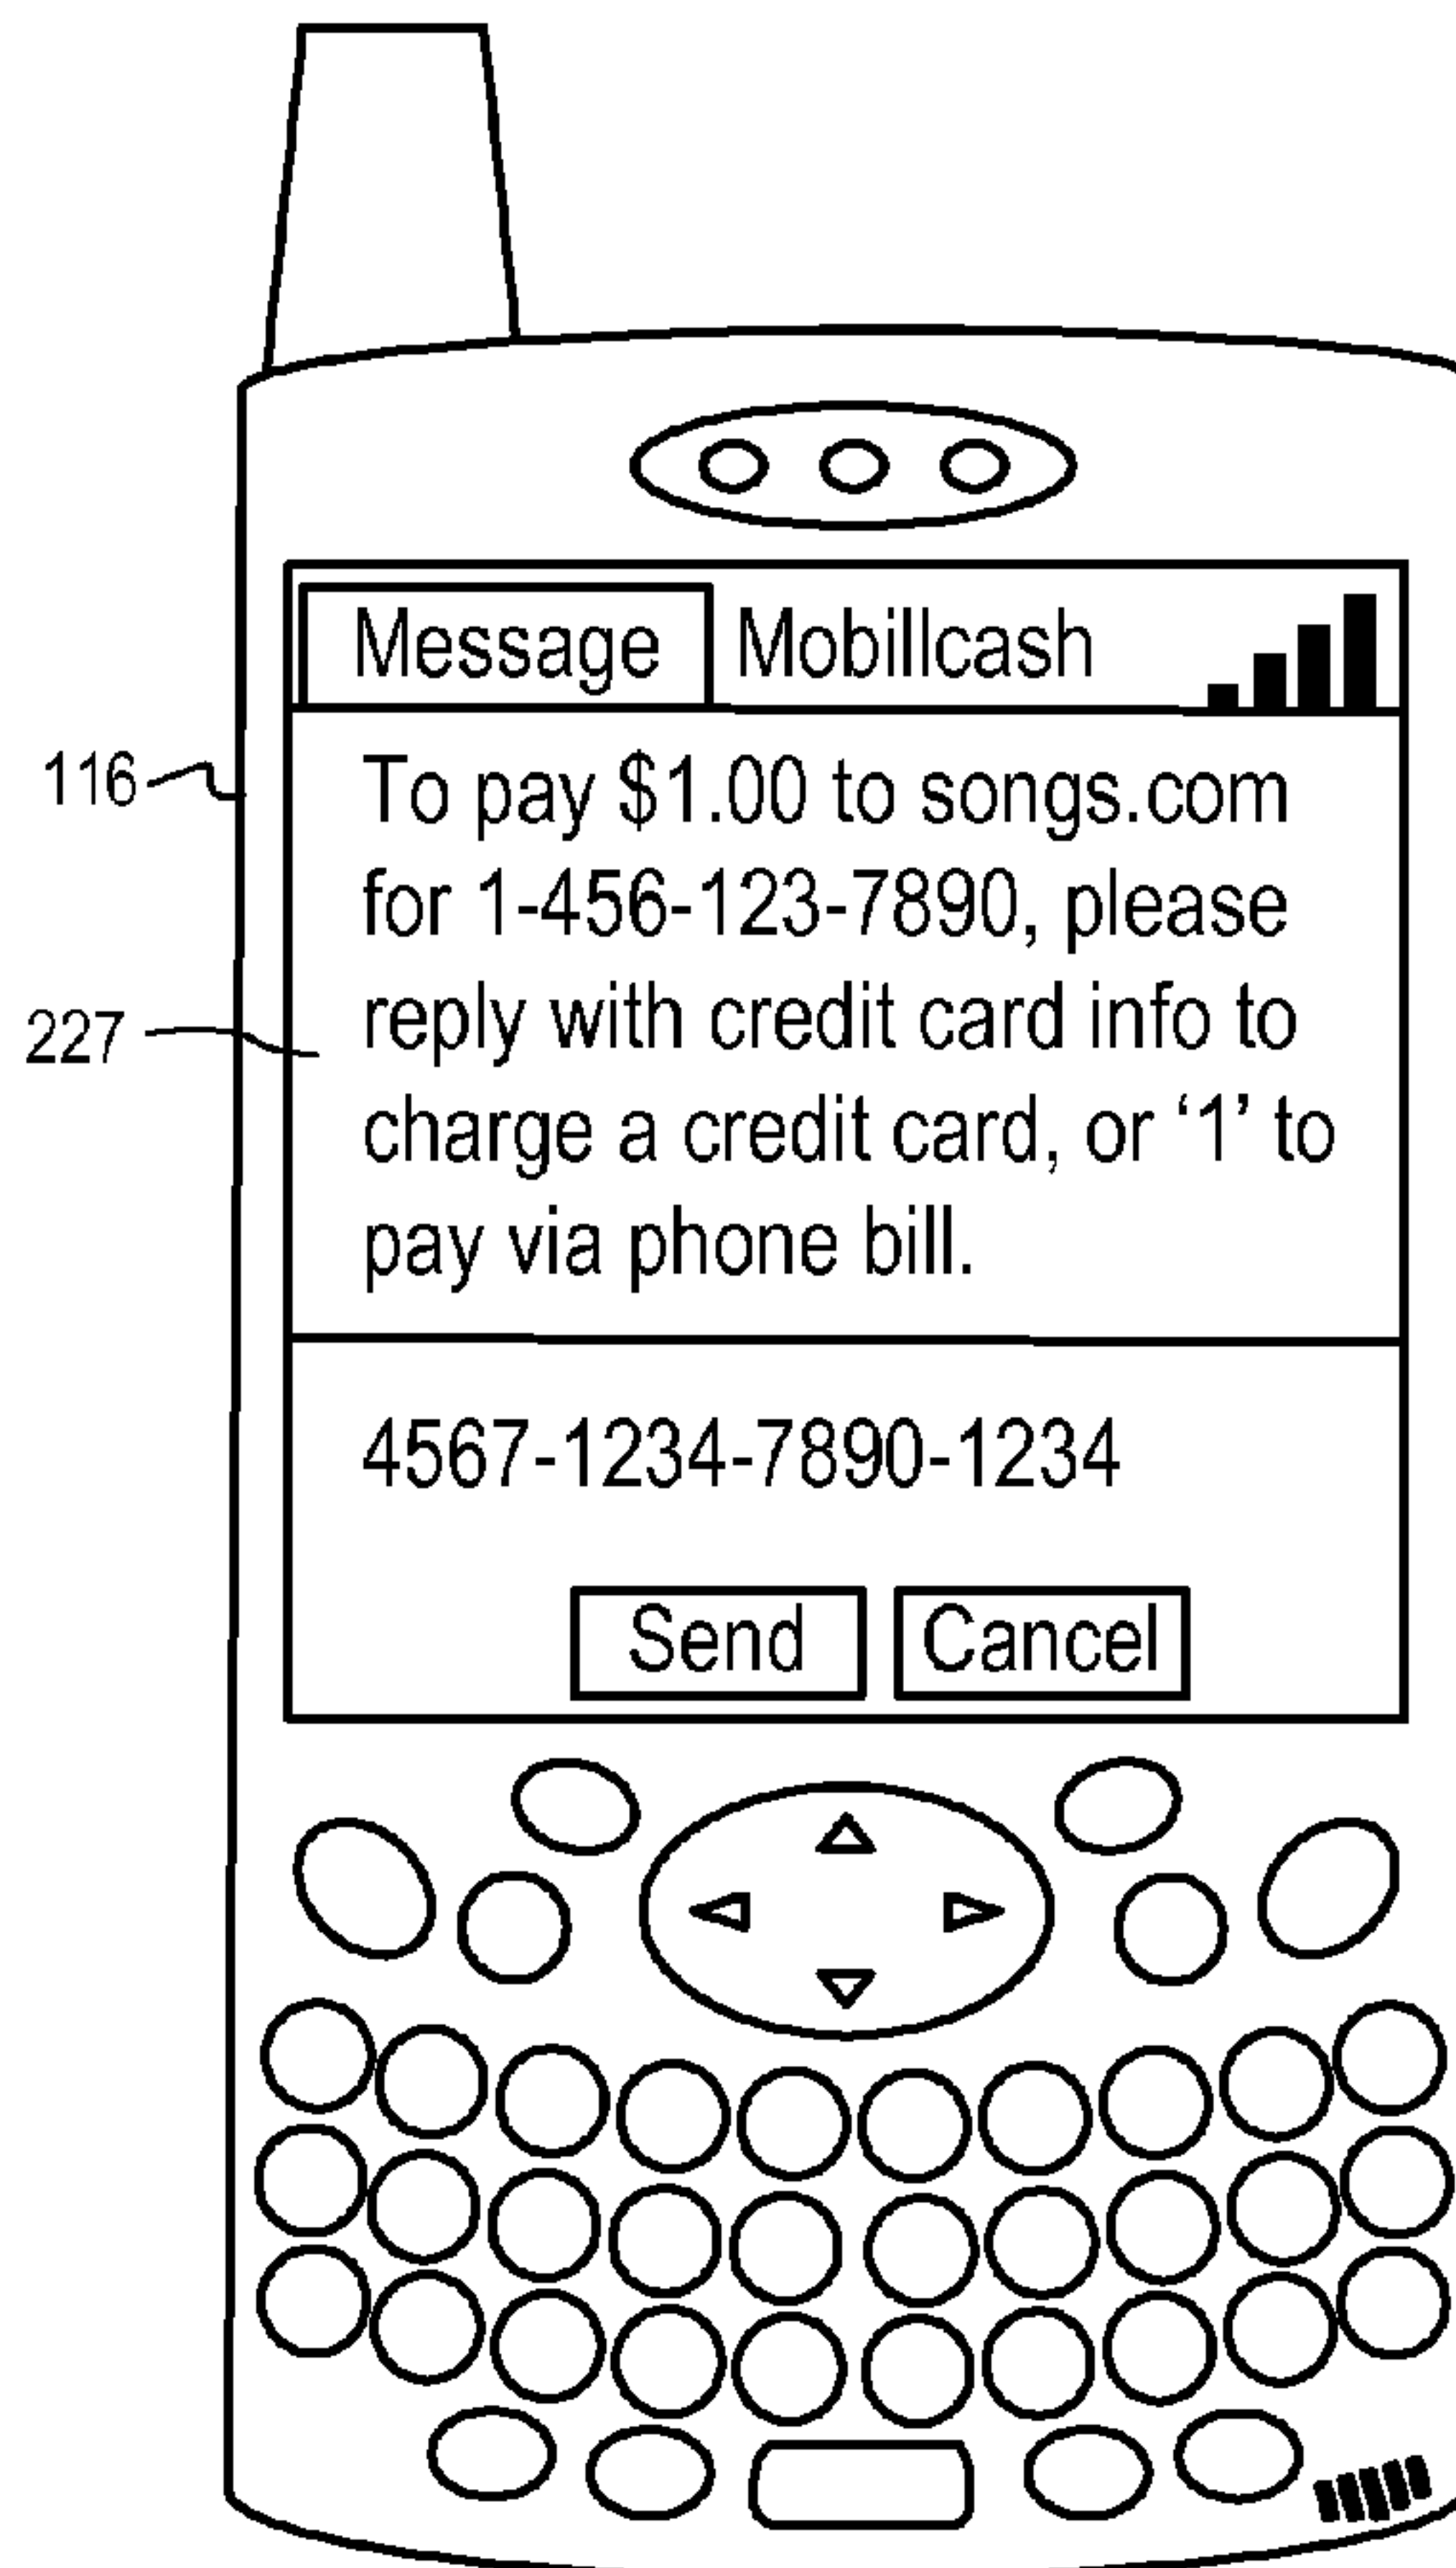 Message Mobillcash
116
To pay $1.00 to songs.com
for 1-456-123-7890, please
227
reply with credit card info to
charge a credit card, or ‘1’ to
pay via phone bill.
4567-1234-7890-1234
Send Cancel